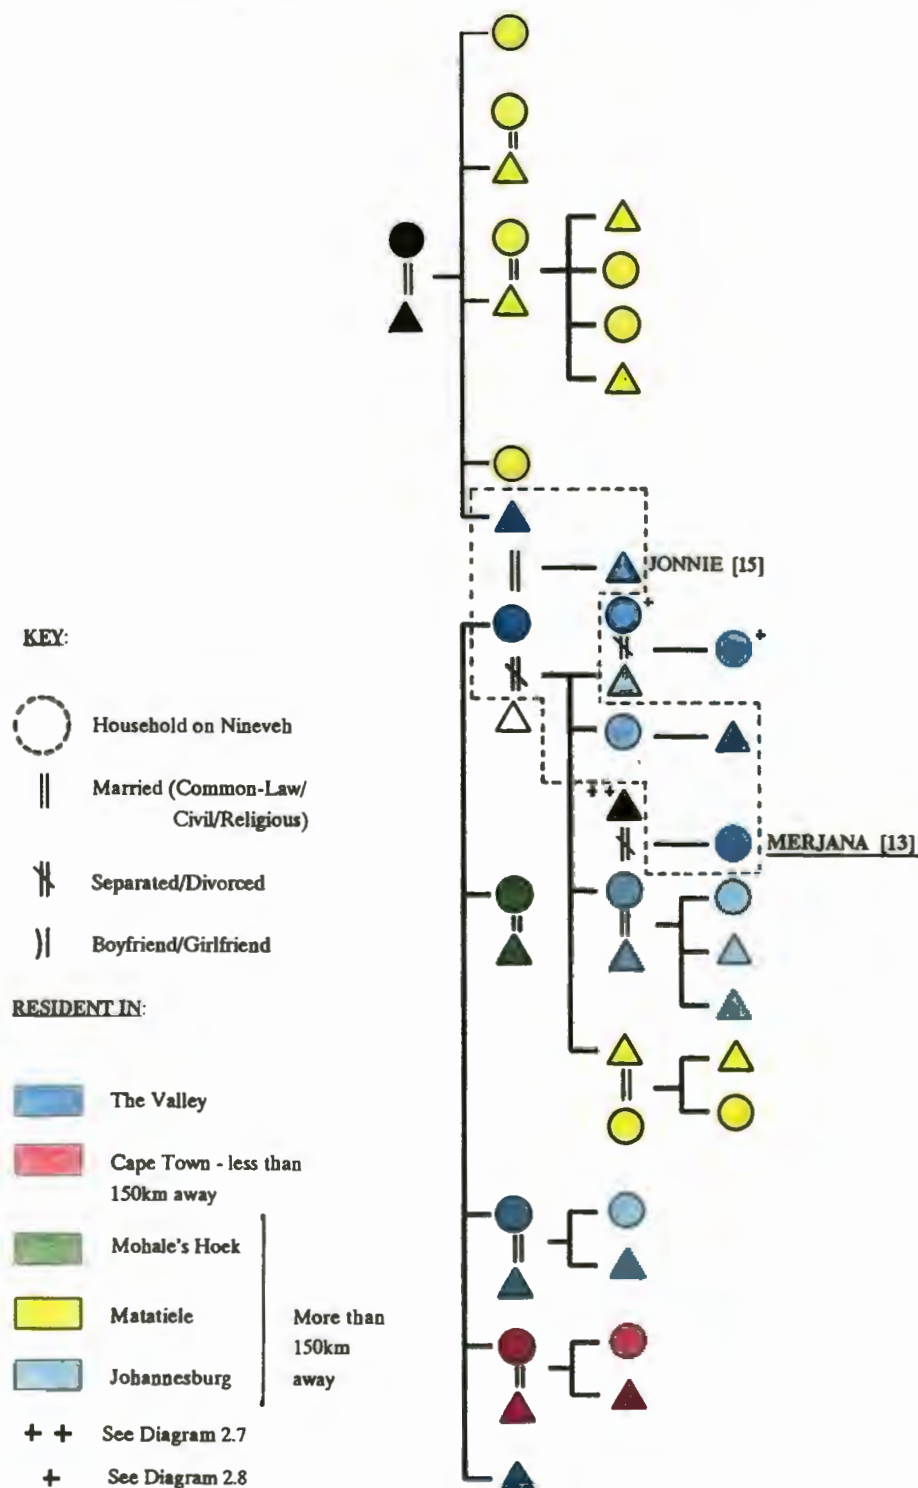 JONNIE [15]
+
+
+ +
MERJANA [13]
KEY:
Household on Nineveh
Married (Common-Law/
Civil/Religious)
Separated/Divorced
Boyfriend/Girlfriend
RESIDENT IN:
The Valley
Cape Town - less than
150km away
Mohale's Hoek
Matatiele
More than
150km
away
Johannesburg
+ + See Diagram 2.7
+ See Diagram 2.8